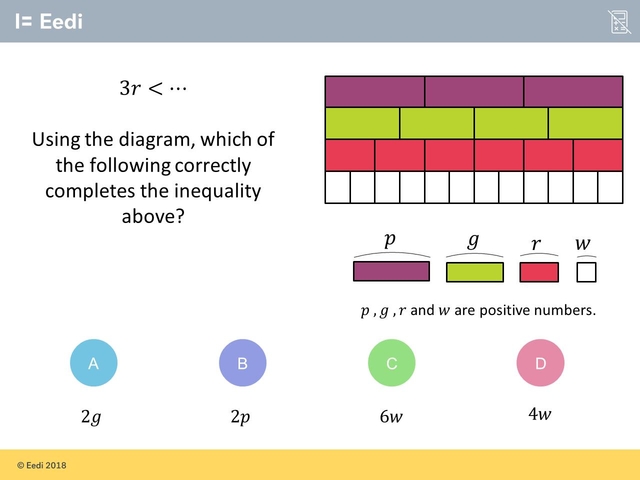 I= Eedi
3r < ⋯
Using the diagram, which of
the following correctly
completes the inequality
above?
p g r w
p , g , r and w are positive numbers.
A B C D
2g 2p 6w 4w
© Eedi 2018